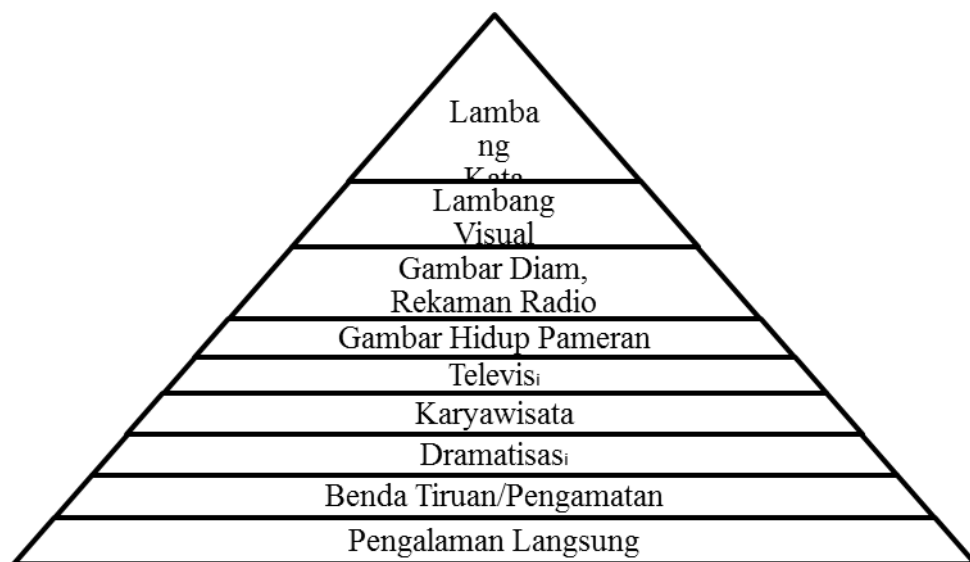 Lamba
ng
Kata
Lambang
Visual
Gambar Diam,
Rekaman Radio
Gambar Hidup Pameran
Televisi
Karyawisata
Dramatisasi
Benda Tiruan/Pengamatan
Pengalaman Langsung